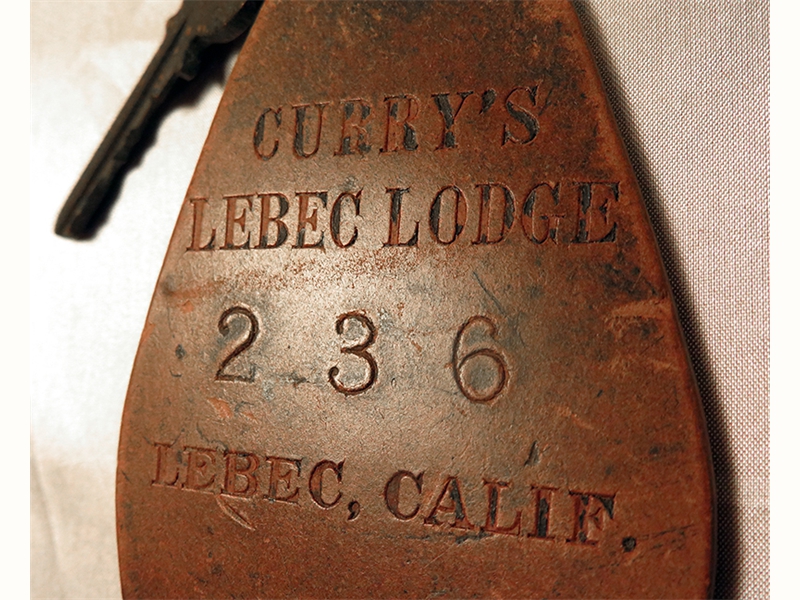 CURRY'S
LEBEC LODGE
236
LEBEC, CALIF.